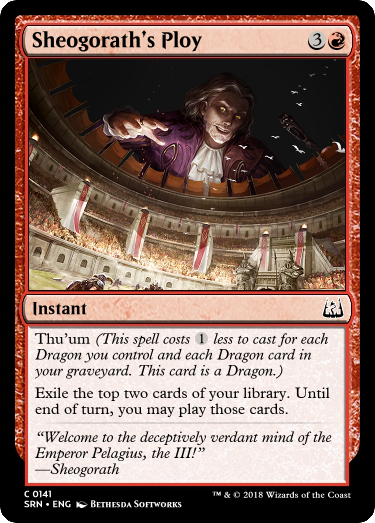 Sheogorath's Ploy 3
Instant
Thu'um (This spell costs 1 less to cast for each
Dragon you control and each Dragon card in
your graveyard. This card is a Dragon.)
Exile the top two cards of your library. Until
end of turn, you may play those cards.
“Welcome to the deceptively verdant mind of the
Emperor Pelagius, the III!”
—Sheogorath
C 0141
SRN • ENG Bethesda Softworks
™ & © 2018 Wizards of the Coast